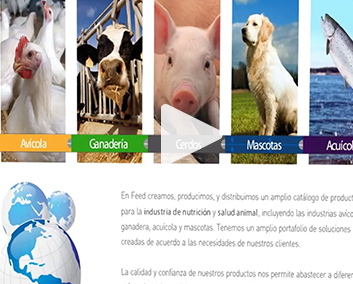 Avícola Ganadería Cerdos Mascotas Acuíco
En Feed creamos, producimos, y distribuimos un amplio catálogo de product
para la industria de nutrición y salud animal, incluyendo las industrias avíco
ganadera, acuícola y mascotas. Tenemos un amplio portafolio de soluciones
creadas de acuerdo a las necesidades de nuestros clientes.
La calidad y confianza de nuestros productos nos permite abastecer a diferen